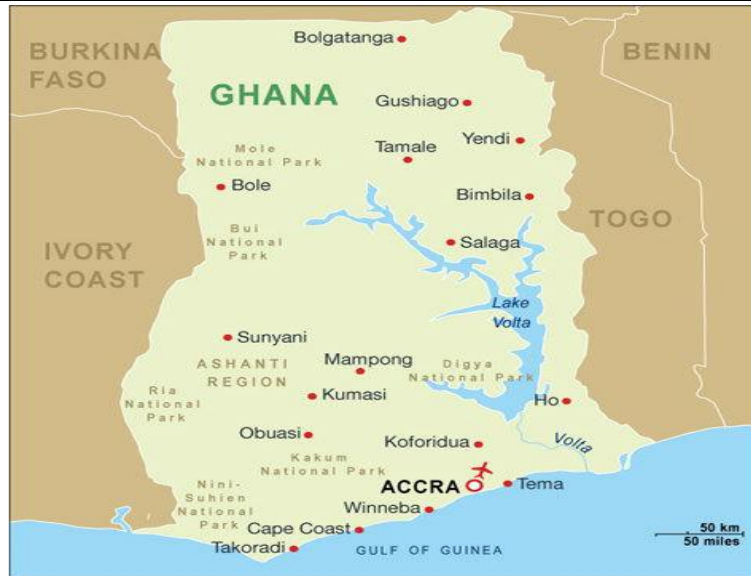 BURKINA
FASO
Bolgatanga
BENIN
GHANA
Gushiago
Yendi
Tamale
Mole
National Park
Bole
Bimbila
TOGO
Bui
National
Park
IVORY
COAST
Salaga
Lake
Volta
Sunyani
Mampong
ASHANTI
REGION
Digya
National Park
Ria
National
Park
Kumasi
Ho
Obuasi
Koforidua
Volta
Kakum
National Park
Nini-
Suhien
National
Park
ACCRA
Tema
Winneba
Cape Coast
Takoradi
GULF OF GUINEA
50 km
50 miles